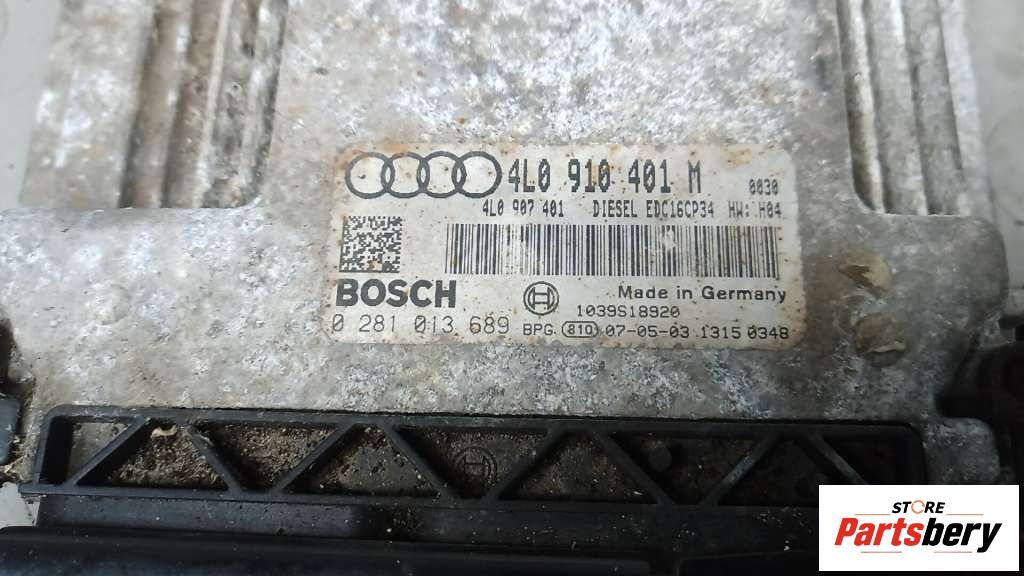 4L0 910 401 M 0030
4L0 907 401 DIESEL EDC16CP34 HW: H04
BOSCH Made in Germany
1039S18920
0 281 013 689 BPG. 810 07-05-03 1315 0348
STORE
Partsbery